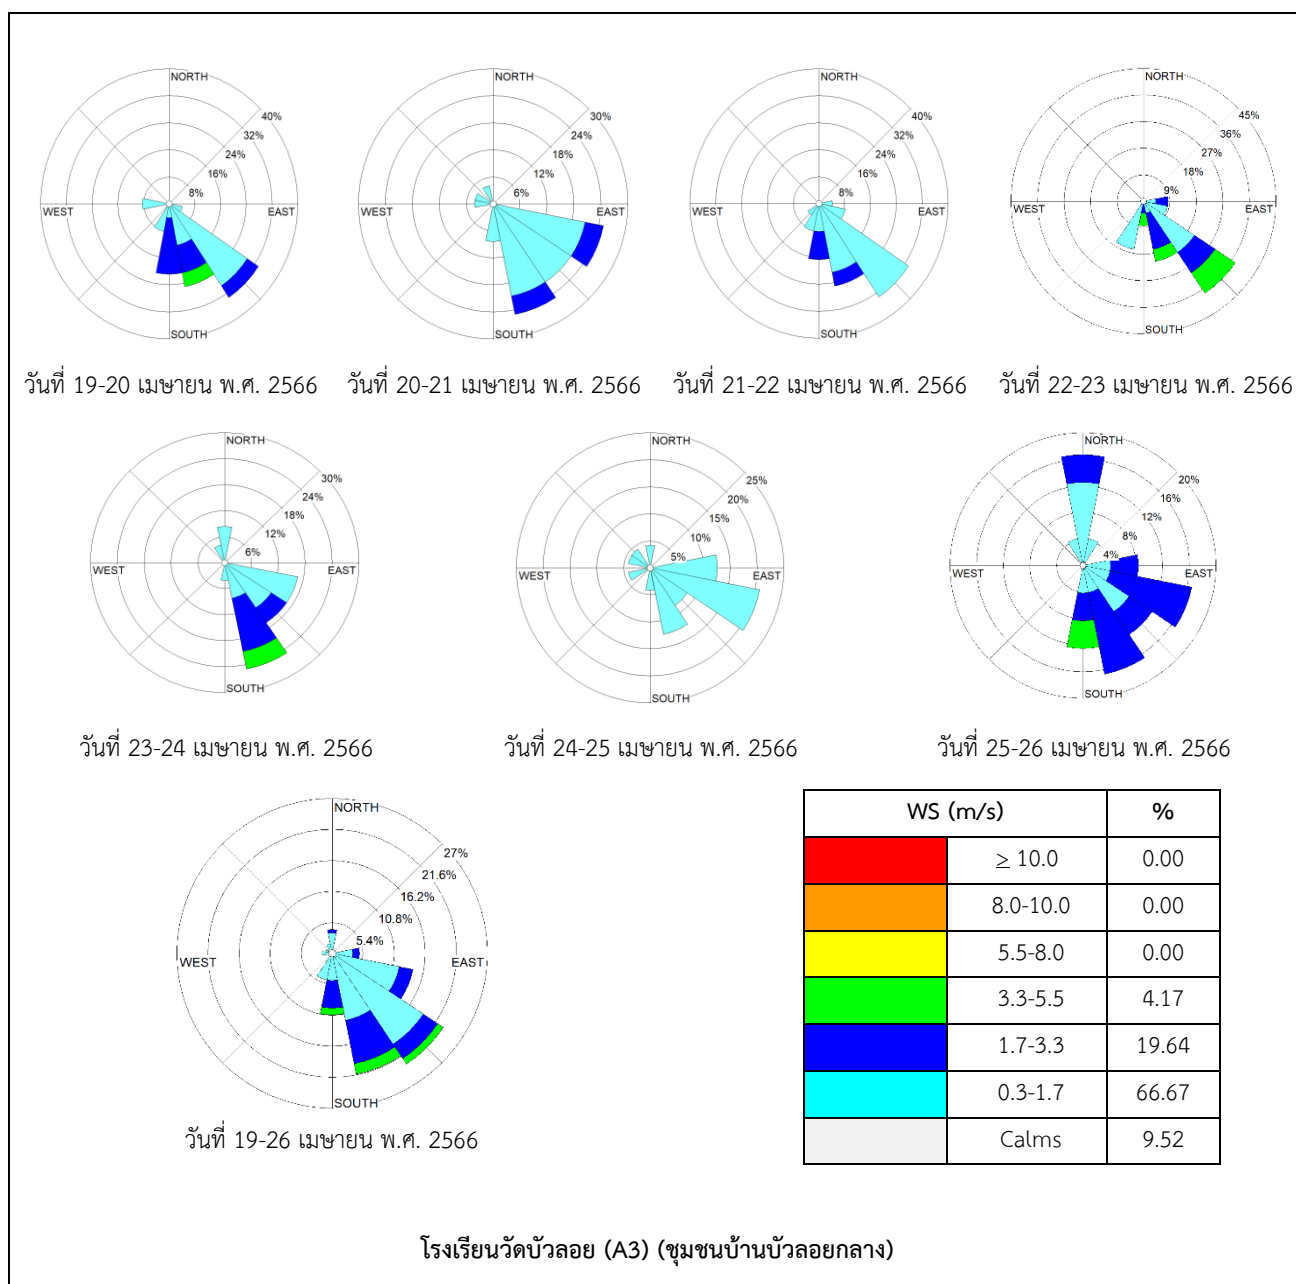 NORTH
40%
32%
24%
16%
8%
WEST
EAST
SOUTH
วันที่ 19-20 เมษายน พ.ศ. 2566
NORTH
30%
24%
18%
12%
6%
WEST
EAST
SOUTH
วันที่ 20-21 เมษายน พ.ศ. 2566
NORTH
40%
32%
24%
16%
8%
WEST
EAST
SOUTH
วันที่ 21-22 เมษายน พ.ศ. 2566
NORTH
45%
36%
27%
18%
9%
WEST
EAST
SOUTH
วันที่ 22-23 เมษายน พ.ศ. 2566
NORTH
30%
24%
18%
12%
6%
WEST
EAST
SOUTH
วันที่ 23-24 เมษายน พ.ศ. 2566
NORTH
25%
20%
15%
10%
5%
WEST
EAST
SOUTH
วันที่ 24-25 เมษายน พ.ศ. 2566
NORTH
20%
16%
12%
8%
4%
WEST
EAST
SOUTH
วันที่ 25-26 เมษายน พ.ศ. 2566
NORTH
27%
21.6%
16.2%
10.8%
5.4%
WEST
EAST
SOUTH
วันที่ 19-26 เมษายน พ.ศ. 2566
WS (m/s) %
≥ 10.0 0.00
8.0-10.0 0.00
5.5-8.0 0.00
3.3-5.5 4.17
1.7-3.3 19.64
0.3-1.7 66.67
Calms 9.52
โรงเรียนวัดบัวลอย (A3) (ชุมชนบ้านบัวลอยกลาง)